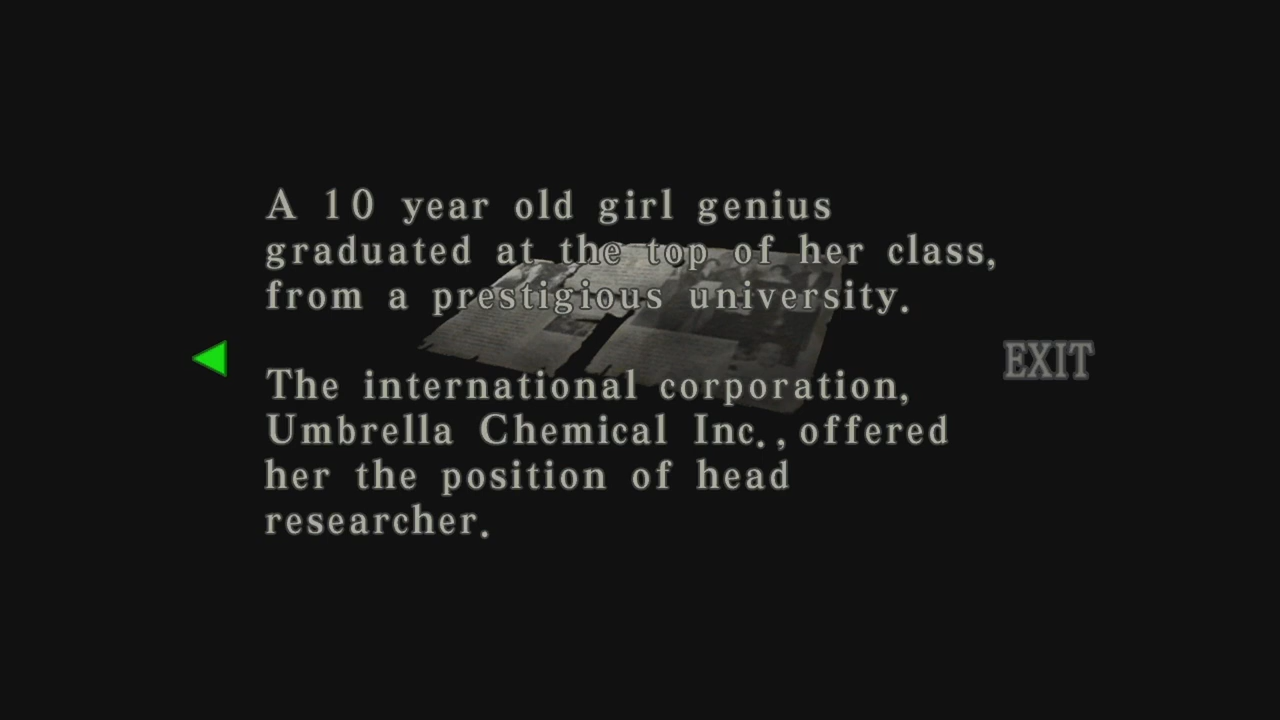 A 10 year old girl genius
graduated at the top of her class,
from a prestigious university.
The international corporation,
EXIT
Umbrella Chemical Inc., offered
her the position of head
researcher.